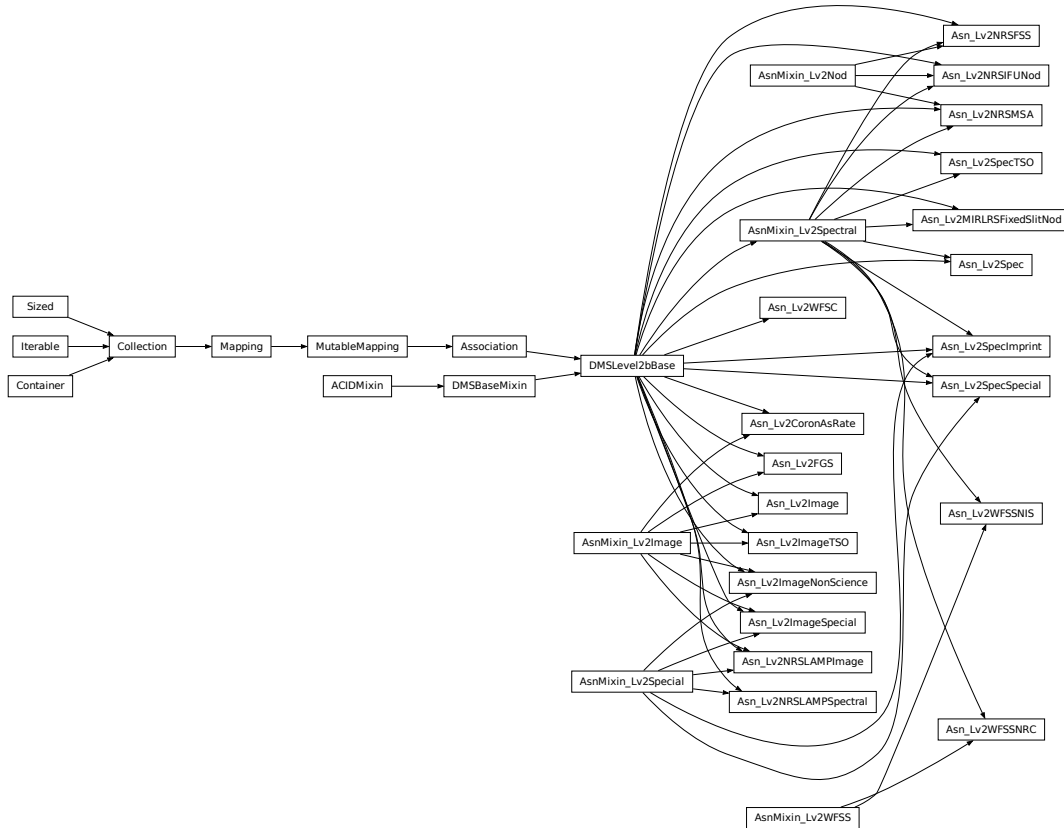 Asn_Lv2NRSFSS
AsnMixin_Lv2Nod
Asn_Lv2NRSIFUNod
Asn_Lv2NRSMSA
Asn_Lv2SpecTSO
Asn_Lv2MIRLRSFixedSlitNod
AsnMixin_Lv2Spectral
Asn_Lv2Spec
Sized
Asn_Lv2WFSC
Iterable
Collection
Mapping
MutableMapping
Association
Asn_Lv2SpecImprint
DMSLevel2bBase
Container
ACIDMixin
DMSBaseMixin
Asn_Lv2SpecSpecial
Asn_Lv2CoronAsRate
Asn_Lv2FGS
Asn_Lv2Image
Asn_Lv2WFSSNIS
AsnMixin_Lv2Image
Asn_Lv2ImageTSO
Asn_Lv2ImageNonScience
Asn_Lv2ImageSpecial
Asn_Lv2NRSLAMPImage
AsnMixin_Lv2Special
Asn_Lv2NRSLAMPSpectral
Asn_Lv2WFSSNRC
AsnMixin_Lv2WFSS